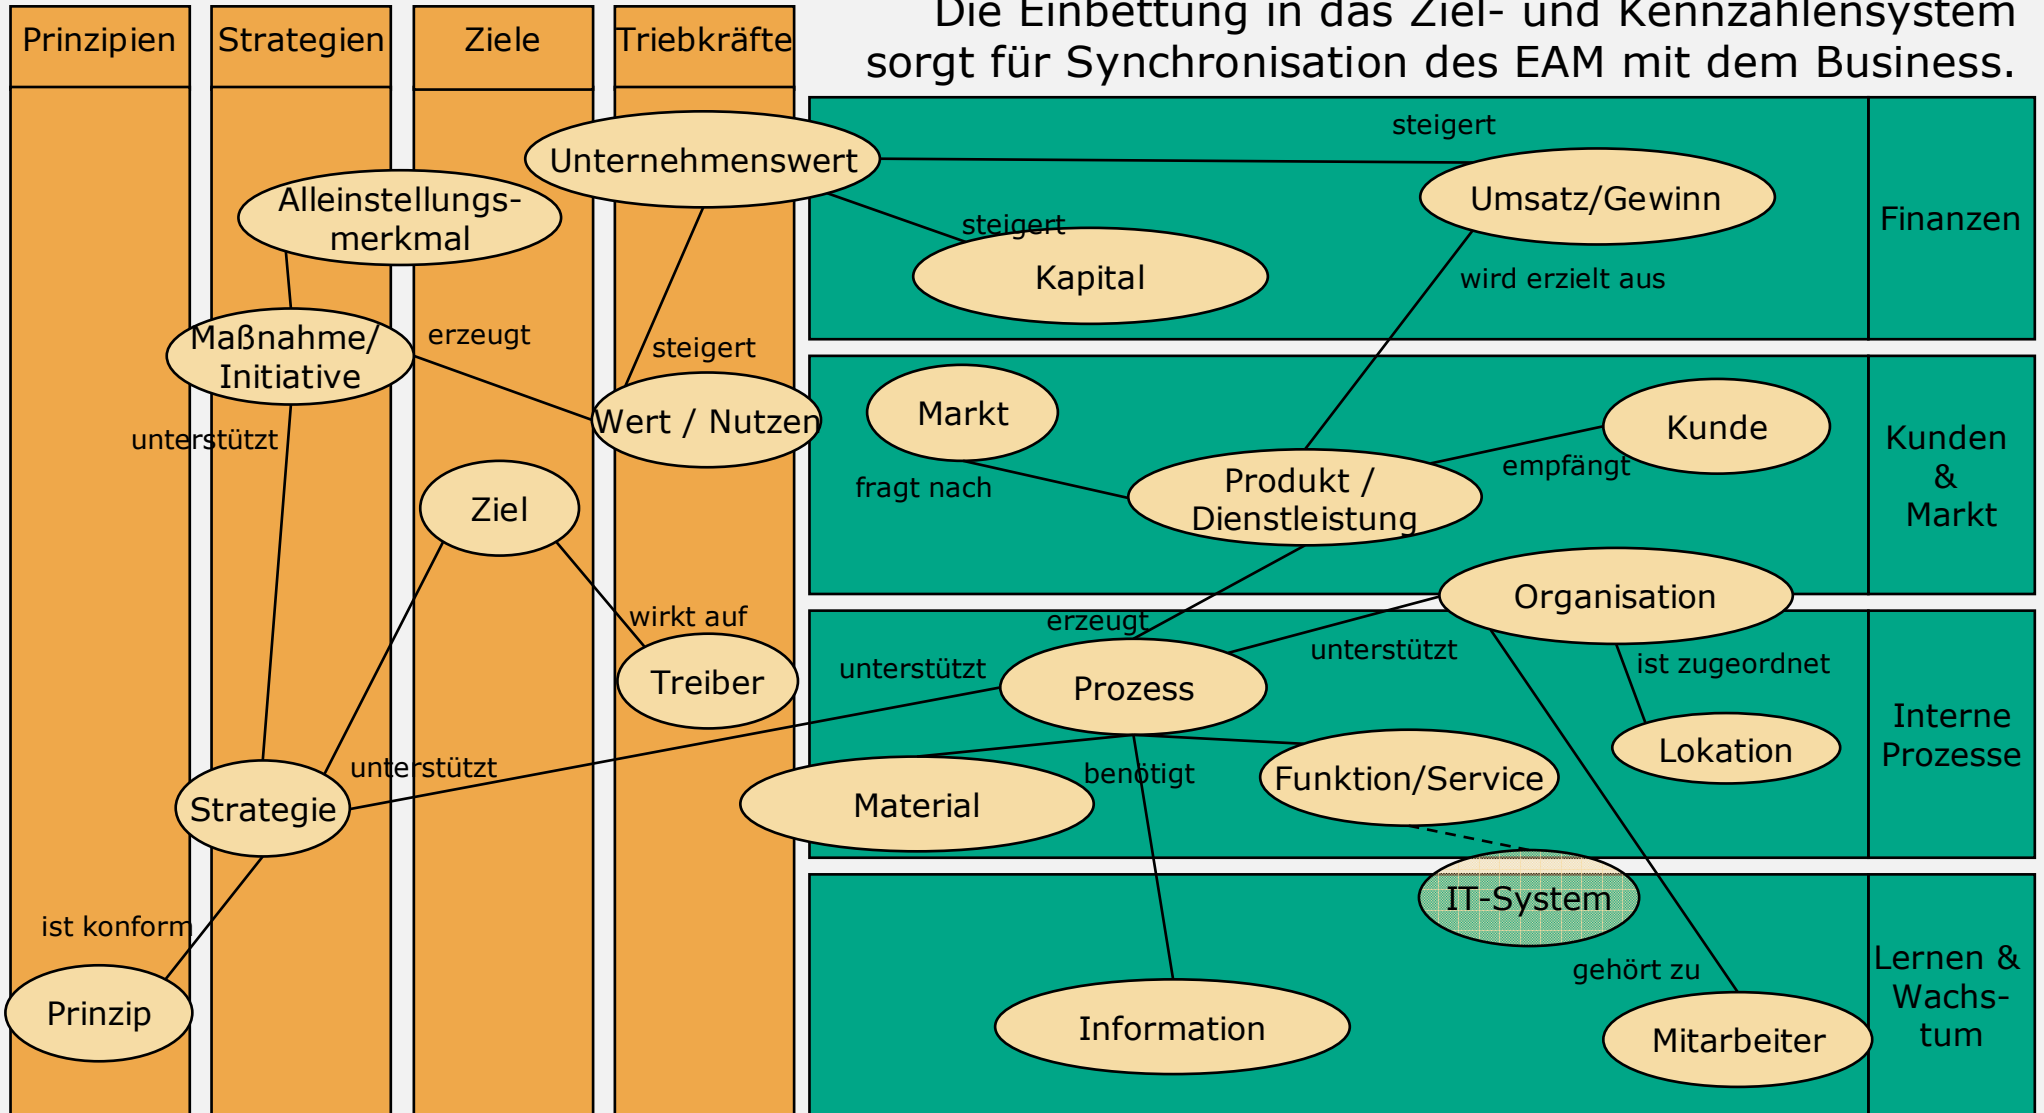 Die Einbettung in das Ziel- und Kennzahlensystem
sorgt für Synchronisation des EAM mit dem Business.
Prinzipien
Strategien
Ziele
Triebkräfte
Unternehmenswert
steigert
Umsatz/Gewinn
Finanzen
Alleinstellungs-
merkmal
steigert
Kapital
wird erzielt aus
Maßnahme/
Initiative
erzeugt
steigert
Wert / Nutzen
Markt
Kunde
Kunden
&
Markt
unterstützt
fragt nach
Produkt /
Dienstleistung
empfängt
Ziel
Organisation
wirkt auf
erzeugt
unterstützt
ist zugeordnet
Treiber
unterstützt
Prozess
Interne
Prozesse
Lokation
unterstützt
benötigt
Funktion/Service
Strategie
Material
IT-System
ist konform
gehört zu
Lernen &
Wachs-
tum
Prinzip
Information
Mitarbeiter